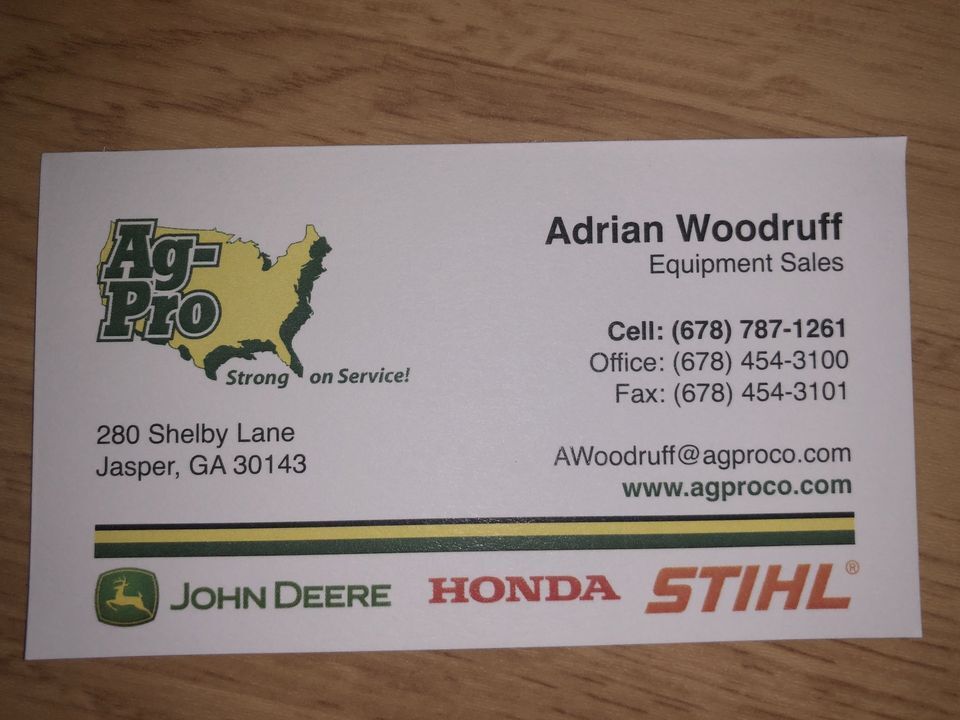 Ag-
Pro
Strong on Service!
280 Shelby Lane
Jasper, GA 30143
Adrian Woodruff
Equipment Sales
Cell: (678) 787-1261
Office: (678) 454-3100
Fax: (678) 454-3101
AWoodruff@agproco.com
www.agproco.com
JOHN DEERE
HONDA
STIHL®